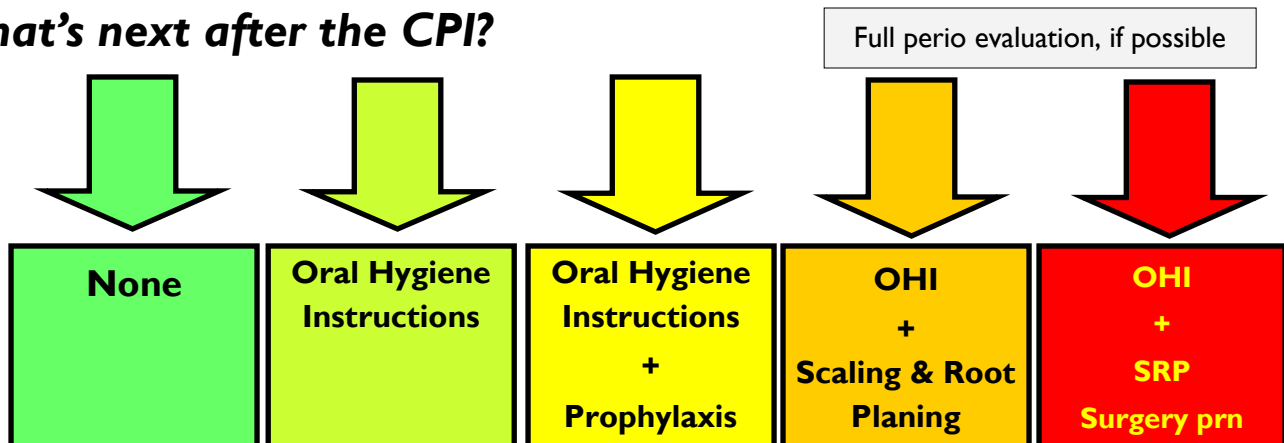 hat's next after the CPI?
Full perio evaluation, if possible
None
Oral Hygiene
Instructions
Oral Hygiene
Instructions
+
Prophylaxis
OHI
+
Scaling & Root
Planing
OHI
+
SRP
Surgery prn